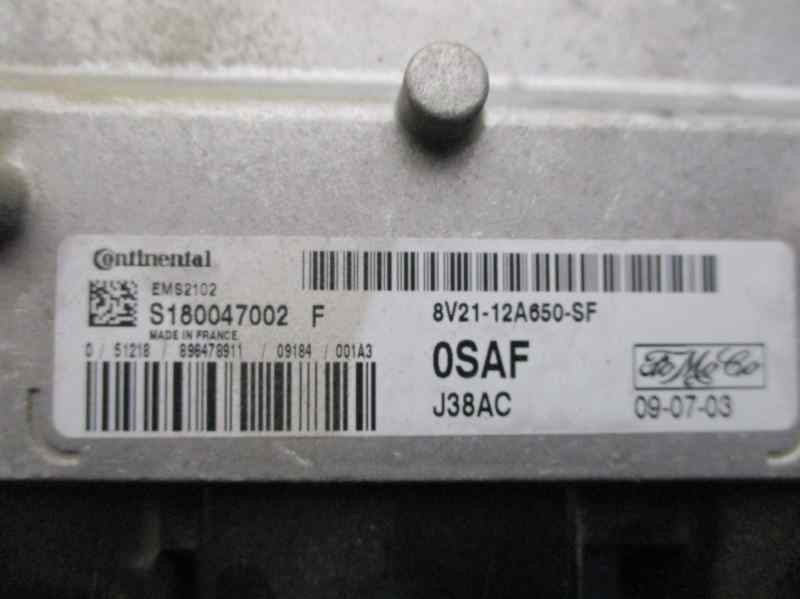 Continental
EMS2102
S180047002 F
MADE IN FRANCE
0 / 51218 / 896478911 / 09184 / 001A3
8V21-12A650-SF
0SAF
J38AC
FoMoCo
09-07-03